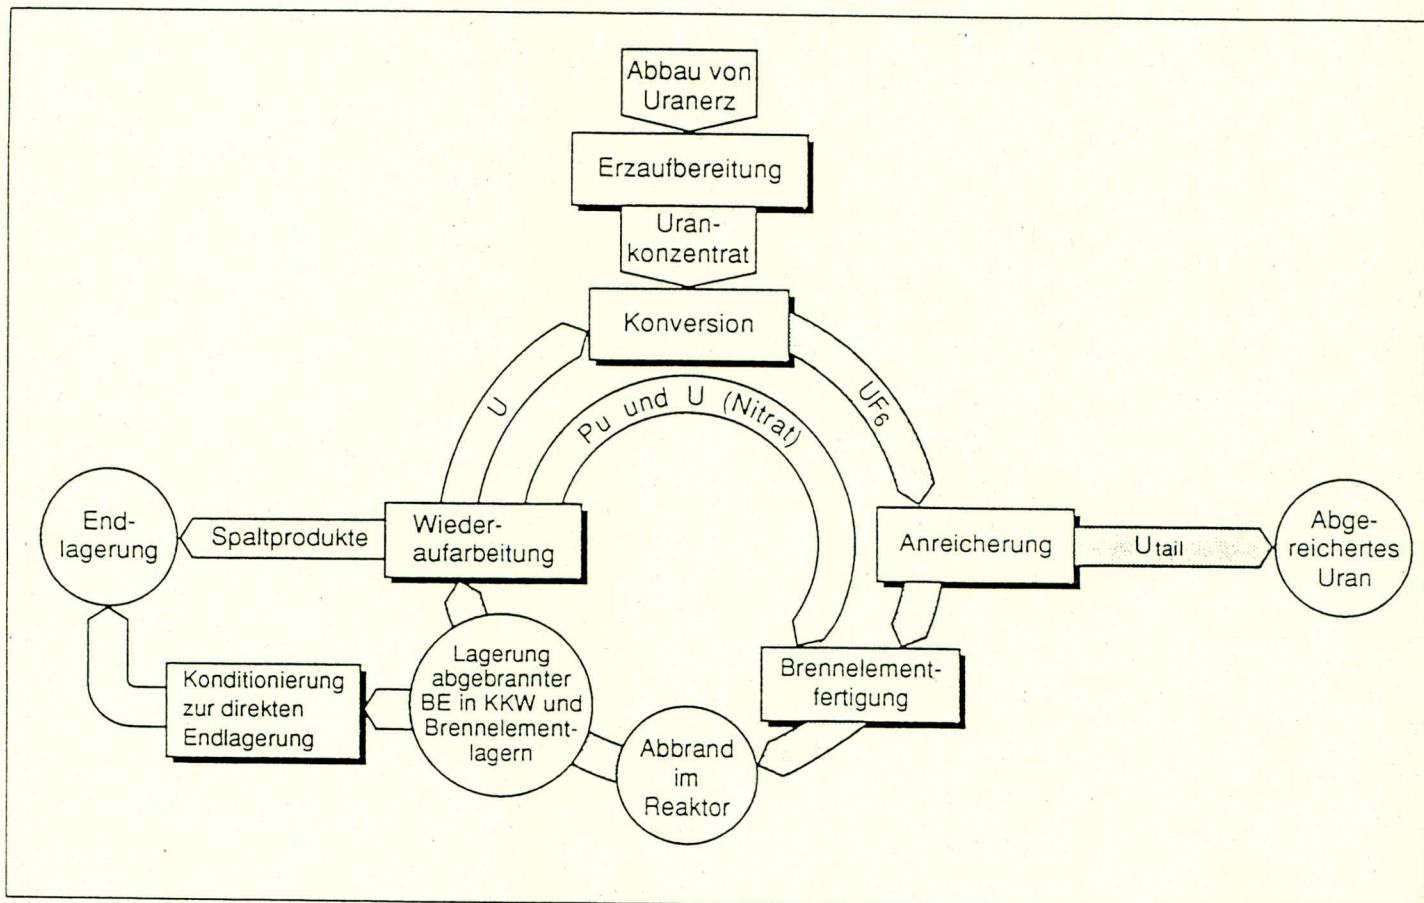 Abbau von
Uranerz
Erzaufbereitung
Uran-
konzentrat
Konversion
U
Pu und U (Nitrat)
UF6
End-
lagerung
Spaltprodukte
Wieder-
aufarbeitung
Anreicherung
U tail
Abge-
reichertes
Uran
Konditionierung
zur direkten
Endlagerung
Lagerung
abgebrannter
BE in KKW und
Brennelement-
lagern
Abbrand
im
Reaktor
Brennelement-
fertigung